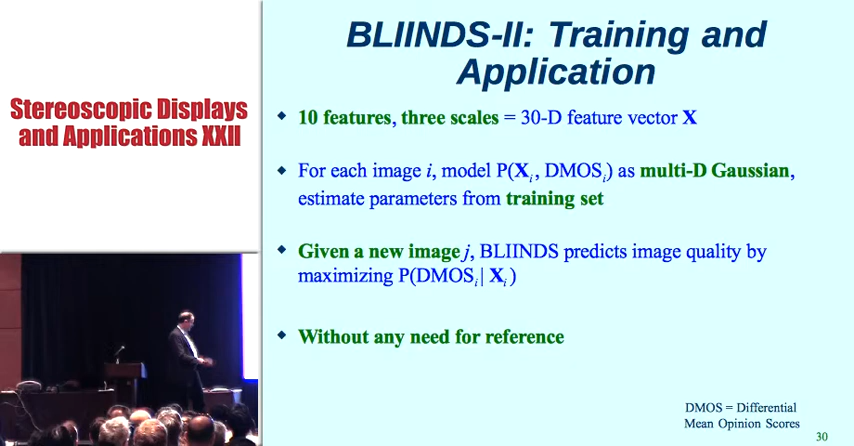 Stereoscopic Displays
and Applications XXII
BLIINDS-II: Training and
Application
◆ 10 features, three scales = 30-D feature vector X
◆ For each image i, model P(Xi, DMOSi) as multi-D Gaussian,
estimate parameters from training set
◆ Given a new image j, BLIINDS predicts image quality by
maximizing P(DMOSi| Xi)
◆ Without any need for reference
DMOS = Differential
Mean Opinion Scores
30